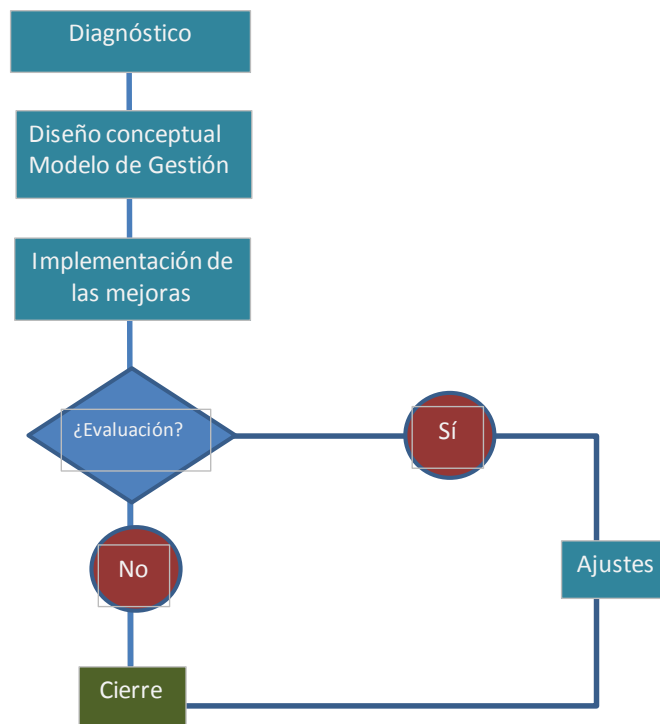 Diagnóstico
Diseño conceptual
Modelo de Gestión
Implementación de
las mejoras
¿Evaluación?
Sí
No
Ajustes
Cierre